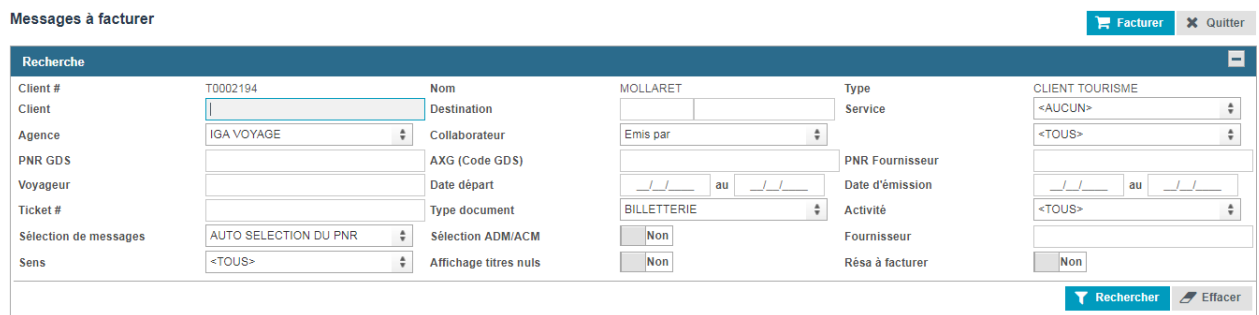 Messages à facturer
Facturer Quitter
Recherche
Client # T0002194 Nom MOLLARET Type CLIENT TOURISME
Client Destination Service <AUCUN>
Agence IGA VOYAGE Collaborateur Emis par <TOUS>
PNR GDS AXG (Code GDS) PNR Fournisseur
Voyageur Date départ __/__/____ au __/__/____ Date d'émission __/__/____ au __/__/____
Ticket # Type document BILLETTERIE Activité <TOUS>
Sélection de messages AUTO SELECTION DU PNR Sélection ADM/ACM Non Fournisseur
Sens <TOUS> Affichage titres nuls Non Résa à facturer Non
Rechercher Effacer